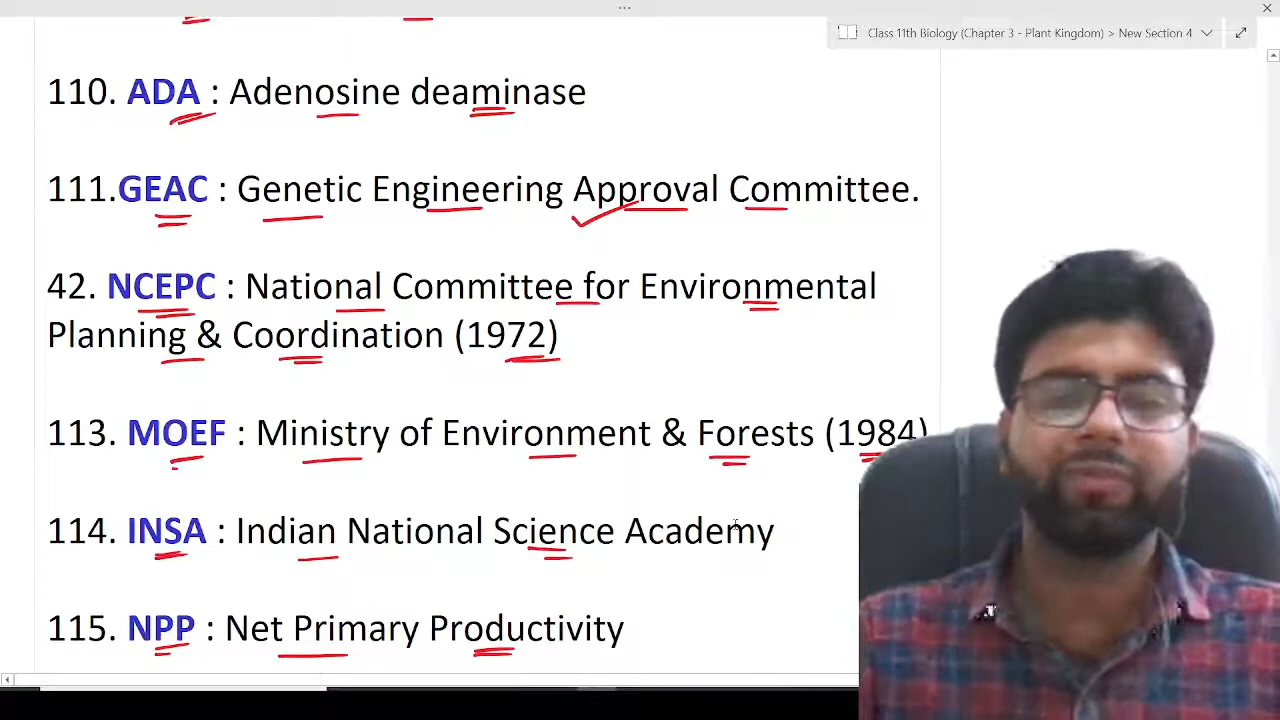 Class 11th Biology (Chapter 3 - Plant Kingdom) > New Section 4
110. ADA : Adenosine deaminase
111.GEAC : Genetic Engineering Approval Committee.
42. NCEPC : National Committee for Environmental
Planning & Coordination (1972)
113. MOEF : Ministry of Environment & Forests (1984)
114. INSA : Indian National Science Academy
115. NPP : Net Primary Productivity